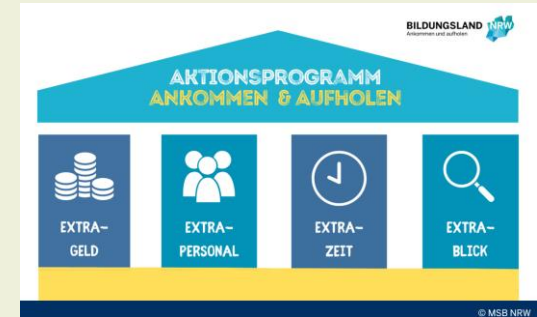 BILDUNGSLAND NRW
Ankommen und aufholen
AKTIONSPROGRAMM
ANKOMMEN & AUFHOLEN
EXTRA-
GELD
EXTRA-
PERSONAL
EXTRA-
ZEIT
EXTRA-
BLICK
© MSB NRW